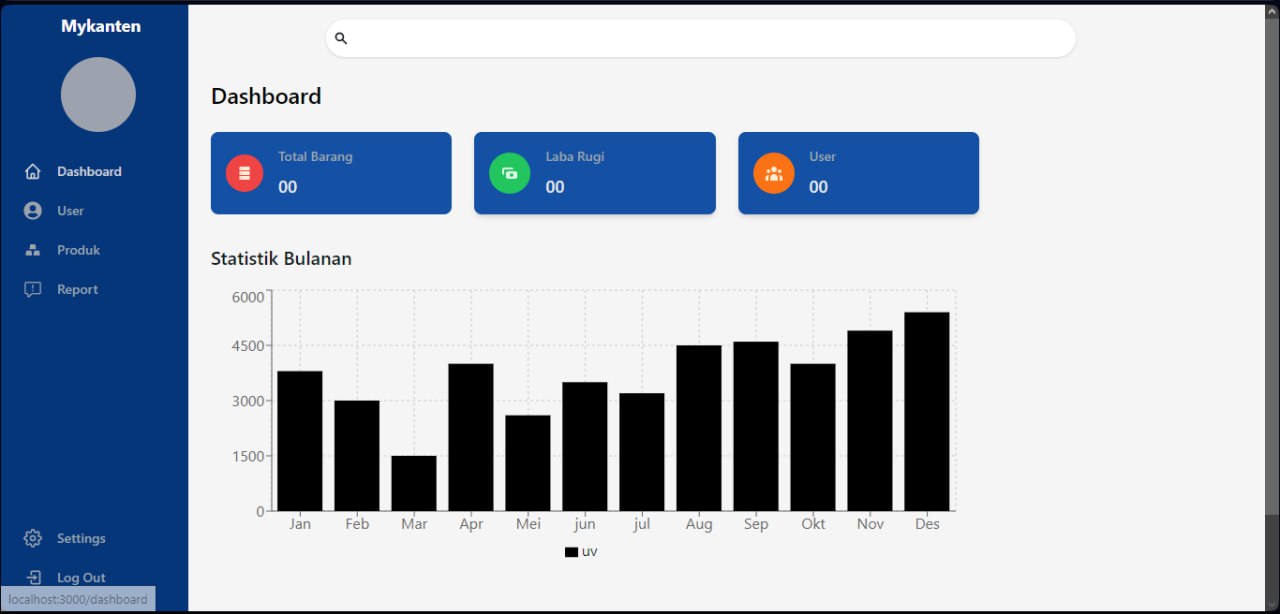 Mykanten
Dashboard
User
Produk
Report
Settings
Log Out
localhost:3000/dashboard
Dashboard
Total Barang
00
Laba Rugi
00
User
00
Statistik Bulanan
6000
4500
3000
1500
0
Jan Feb Mar Apr Mei jun jul Aug Sep Okt Nov Des
uv